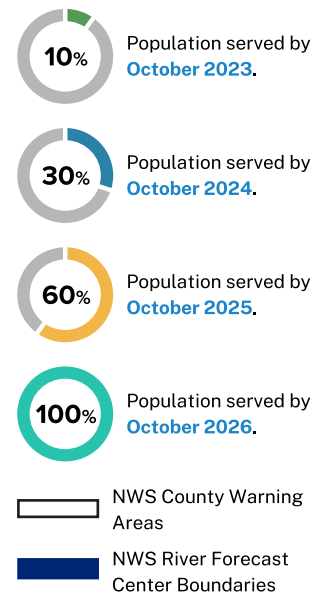 10%
Population served by
October 2023.
30%
Population served by
October 2024.
60%
Population served by
October 2025.
100%
Population served by
October 2026.
NWS County Warning
Areas
NWS River Forecast
Center Boundaries